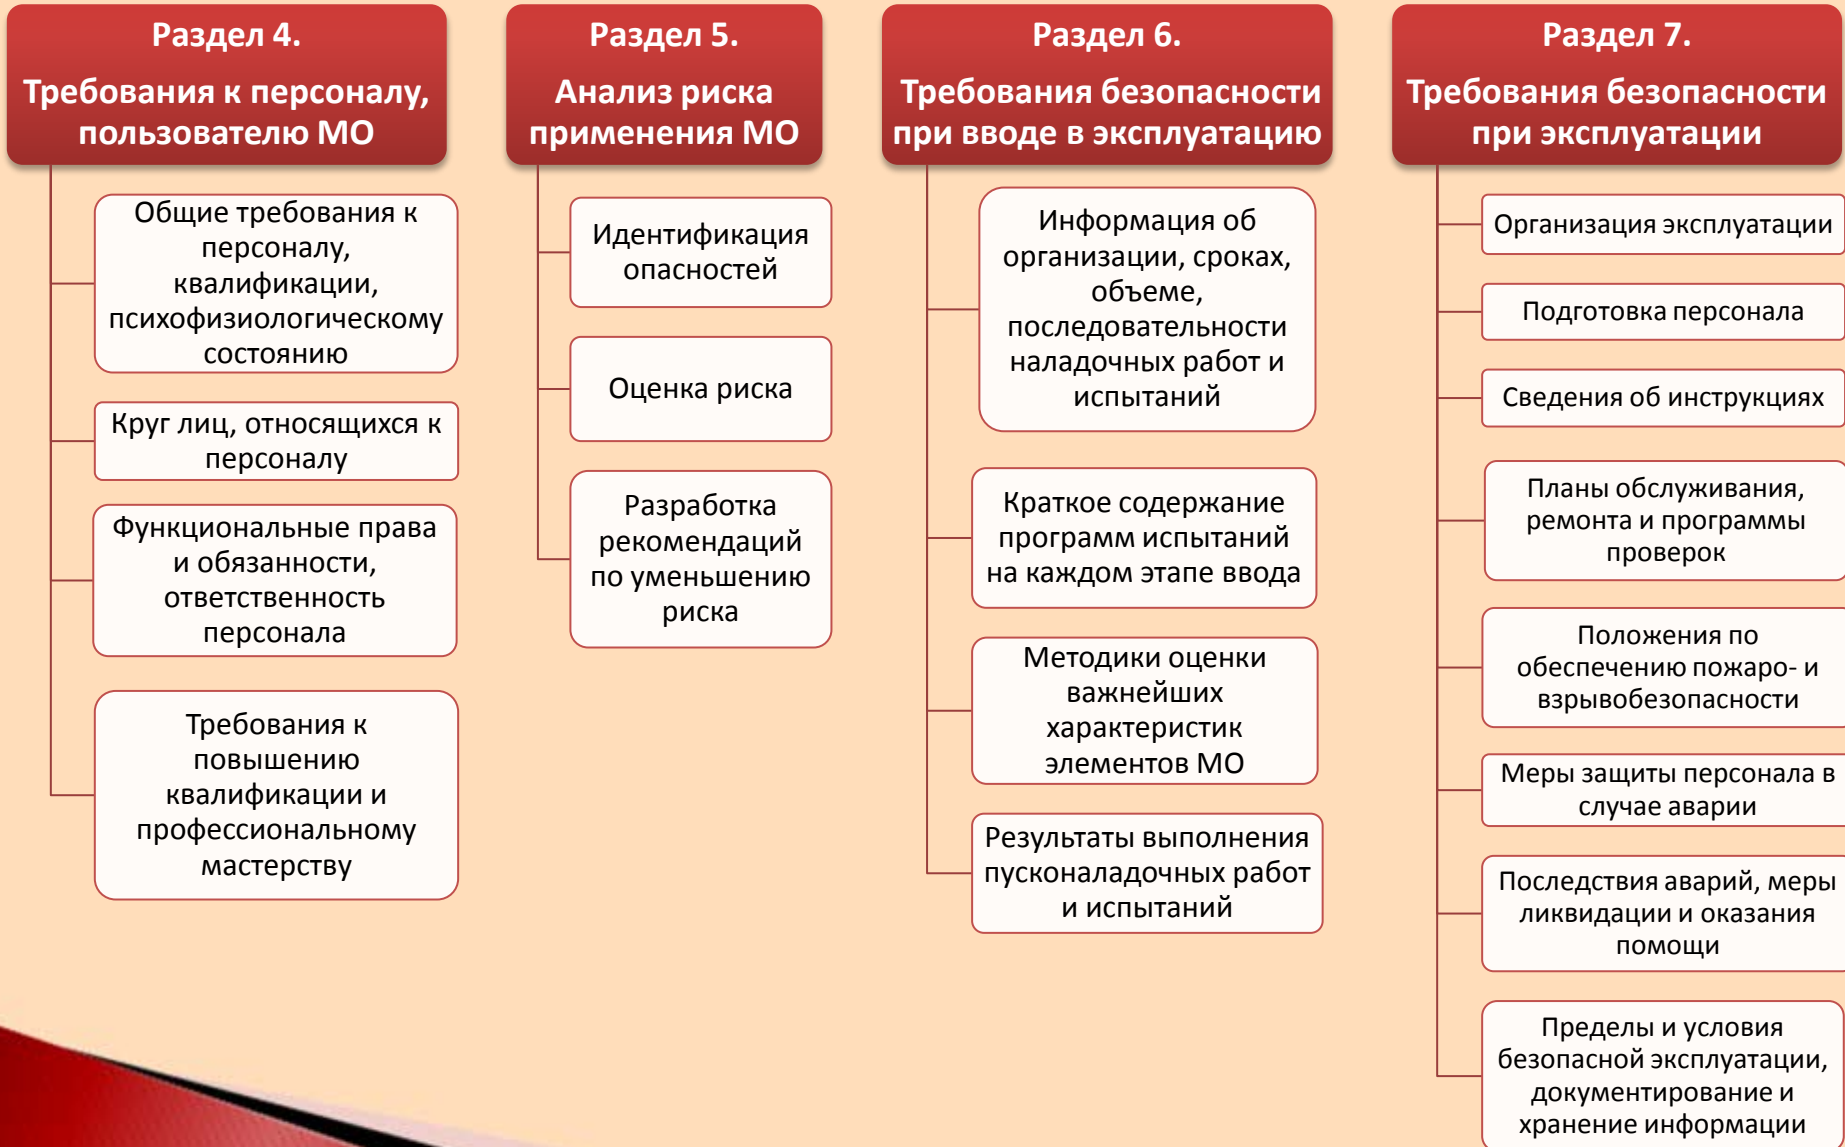 Раздел 4.
Требования к персоналу,
пользователю МО
Общие требования к
персоналу,
квалификации,
психофизиологическому
состоянию
Круг лиц, относящихся к
персоналу
Функциональные права
и обязанности,
ответственность
персонала
Требования к
повышению
квалификации и
профессиональному
мастерству
Раздел 5.
Анализ риска
применения МО
Идентификация
опасностей
Оценка риска
Разработка
рекомендаций
по уменьшению
риска
Раздел 6.
Требования безопасности
при вводе в эксплуатацию
Информация об
организации, сроках,
объеме,
последовательности
наладочных работ и
испытаний
Краткое содержание
программ испытаний
на каждом этапе ввода
Методики оценки
важнейших
характеристик
элементов МО
Результаты выполнения
пусконаладочных работ
и испытаний
Раздел 7.
Требования безопасности
при эксплуатации
Организация эксплуатации
Подготовка персонала
Сведения об инструкциях
Планы обслуживания,
ремонта и программы
проверок
Положения по
обеспечению пожаро- и
взрывобезопасности
Меры защиты персонала в
случае аварии
Последствия аварий, меры
ликвидации и оказания
помощи
Пределы и условия
безопасной эксплуатации,
документирование и
хранение информации